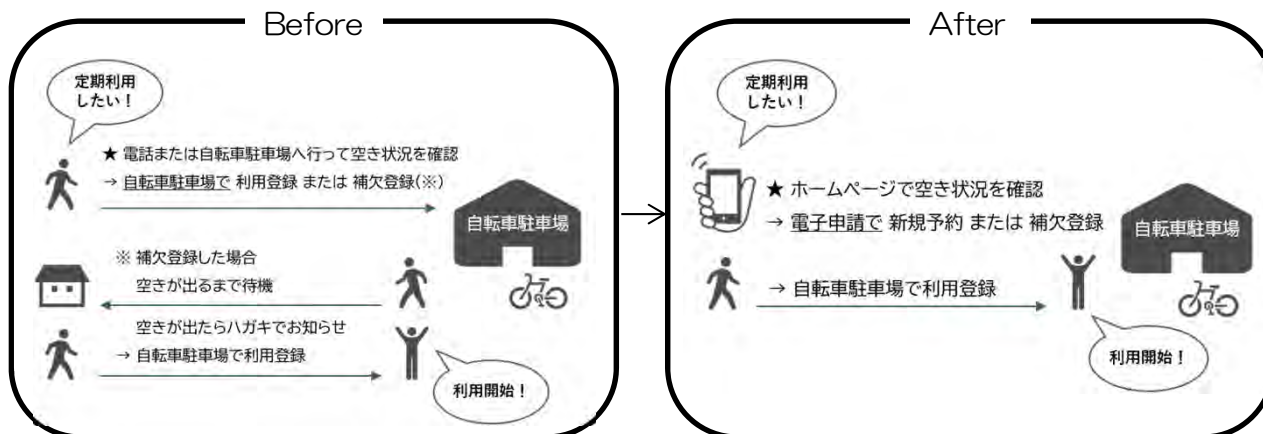 Before
定期利用
したい！
★ 電話または自転車駐車場へ行って空き状況を確認
→ 自転車駐車場で 利用登録 または 補欠登録(※)
自転車駐車場
※ 補欠登録した場合
空きが出るまで待機
空きが出たらハガキでお知らせ
→ 自転車駐車場で利用登録
利用開始！
After
定期利用
したい！
★ ホームページで空き状況を確認
→ 電子申請で 新規予約 または 補欠登録
自転車駐車場
→ 自転車駐車場で利用登録
利用開始！